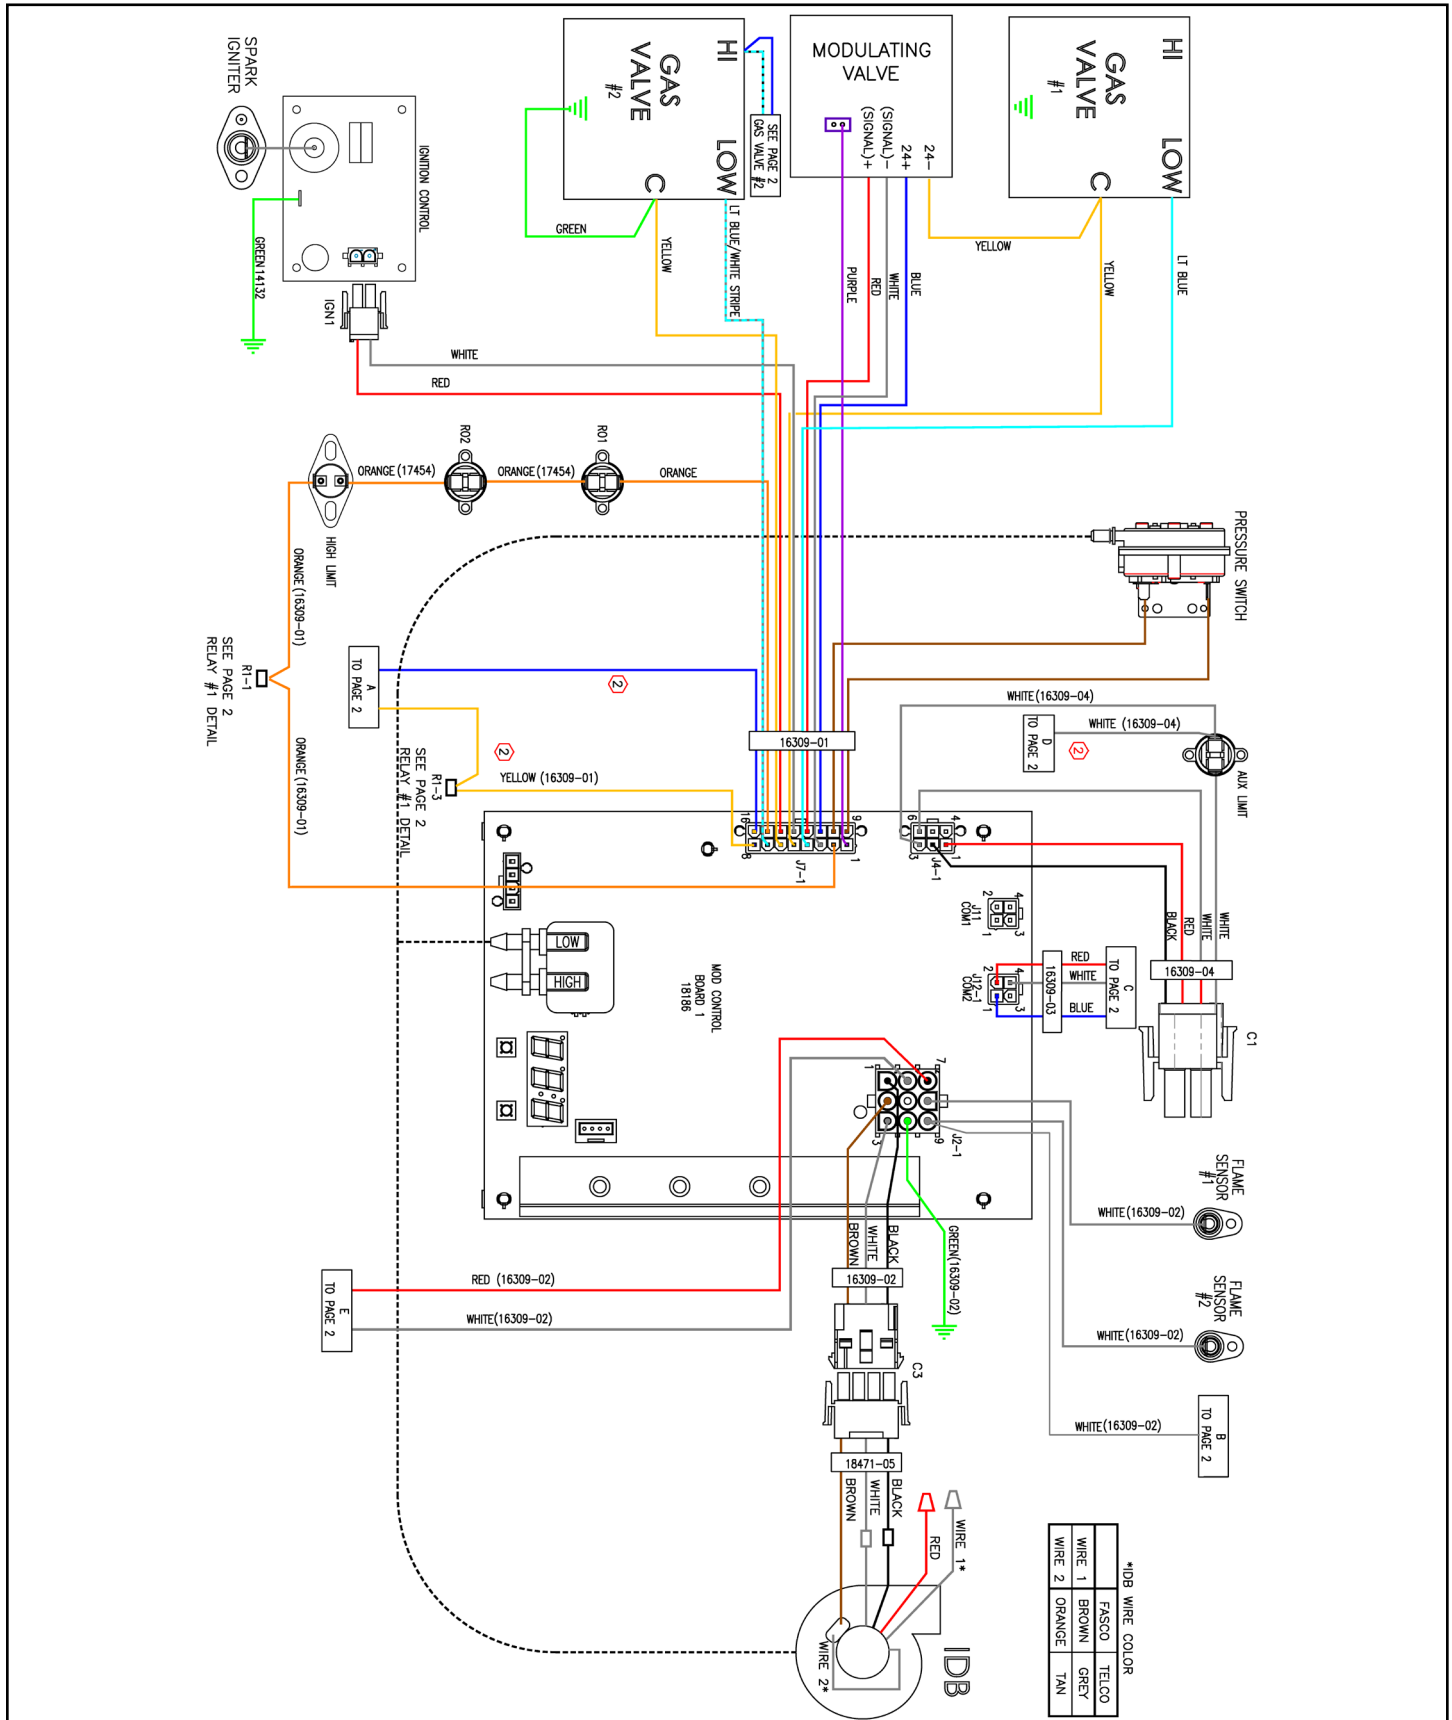 SPARK
IGNITER
IGNITION CONTROL
GREEN14132
IGN1
HI
GAS
VALVE
#2
LOW
C
SEE PAGE 2
GAS VALVE #2
GREEN
YELLOW
LT BLUE/WHITE STRIPE
MODULATING
VALVE
(SIGNAL)+
(SIGNAL)-
24+
24-
PURPLE
RED
WHITE
BLUE
YELLOW
HI
GAS
VALVE
#1
LOW
C
YELLOW
LT BLUE
WHITE
RED
HIGH LIMIT
ORANGE(17454)
R02
ORANGE(17454)
R01
ORANGE
ORANGE(16309-01)
R1-1
SEE PAGE 2
RELAY #1 DETAIL
ORANGE(16309-01)
A
TO PAGE 2
2
2
R1-3
SEE PAGE 2
RELAY #1 DETAIL
YELLOW (16309-01)
16309-01
PRESSURE SWITCH
WHITE(16309-04)
WHITE (16309-04)
D
TO PAGE 2
2
AUX LIMIT
16
9
8
1
J7-1
6
4
3
1
J4-1
BLACK
RED
WHITE
WHITE
16309-04
C1
2
4
1
3
J11
COM1
2
4
1
3
J12-1
COM2
RED
WHITE
BLUE
16309-03
C
TO PAGE 2
LOW
HIGH
MOD CONTROL
BOARD 1
18186
1
7
3
9
J2-1
FLAME
SENSOR
#1
WHITE(16309-02)
FLAME
SENSOR
#2
WHITE(16309-02)
B
TO PAGE 2
WHITE(16309-02)
GREEN(16309-02)
BROWN
WHITE
BLACK
16309-02
E
TO PAGE 2
RED (16309-02)
WHITE(16309-02)
C3
18471-05
BROWN
WHITE
BLACK
RED
WIRE 1*
WIRE 2*
IDB
*IDB WIRE COLOR
FASCO TELCO
WIRE 1 BROWN GREY
WIRE 2 ORANGE TAN